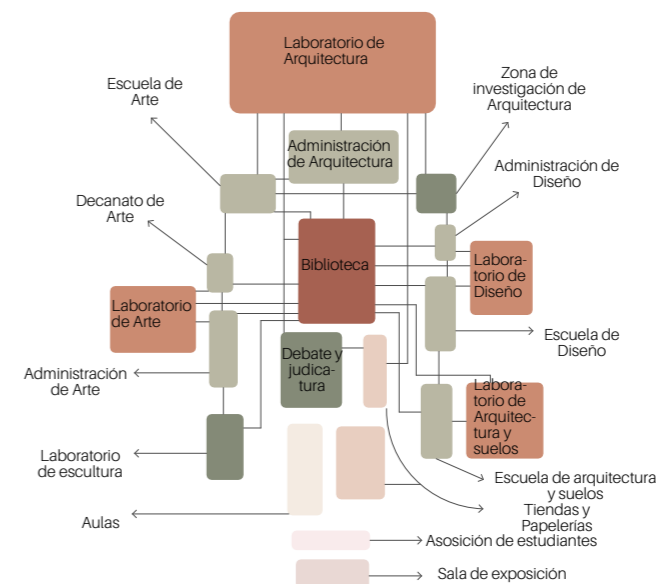 Laboratorio de
Arquitectura
Escuela de
Arte
Zona de
investigación de
Arquitectura
Administración
de Arquitectura
Administración de
Diseño
Decanato de
Arte
Biblioteca
Labora-
torio de
Diseño
Laboratorio
de Arte
Escuela de
Diseño
Debate y
judica-
tura
Administración
de Arte
Labora-
torio de
Arquitec-
tura y
suelos
Laboratorio
de escultura
Escuela de arquitectura
y suelos
Tiendas y
Papelerías
Aulas
Asosición de estudiantes
Sala de exposición